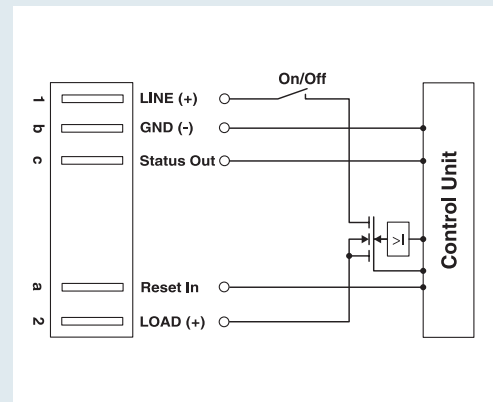 On/Off
1 LINE (+)
b GND (-)
c Status Out
>I
Control Unit
a Reset In
2 LOAD (+)